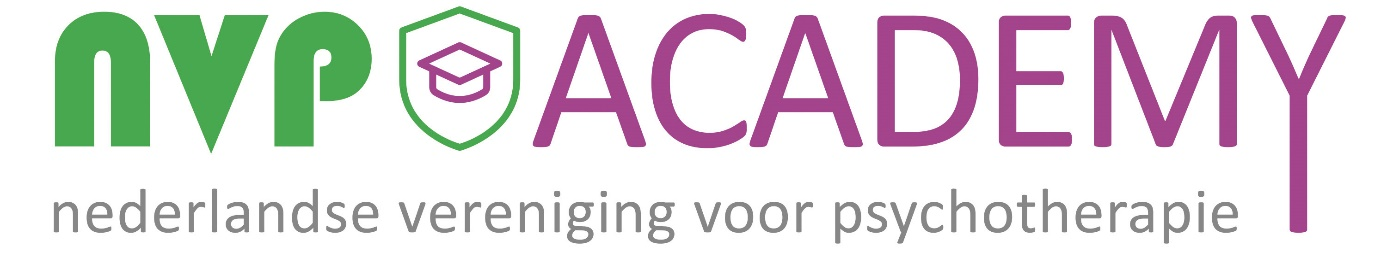 nvp ACADEMY
nederlandse vereniging voor psychotherapie